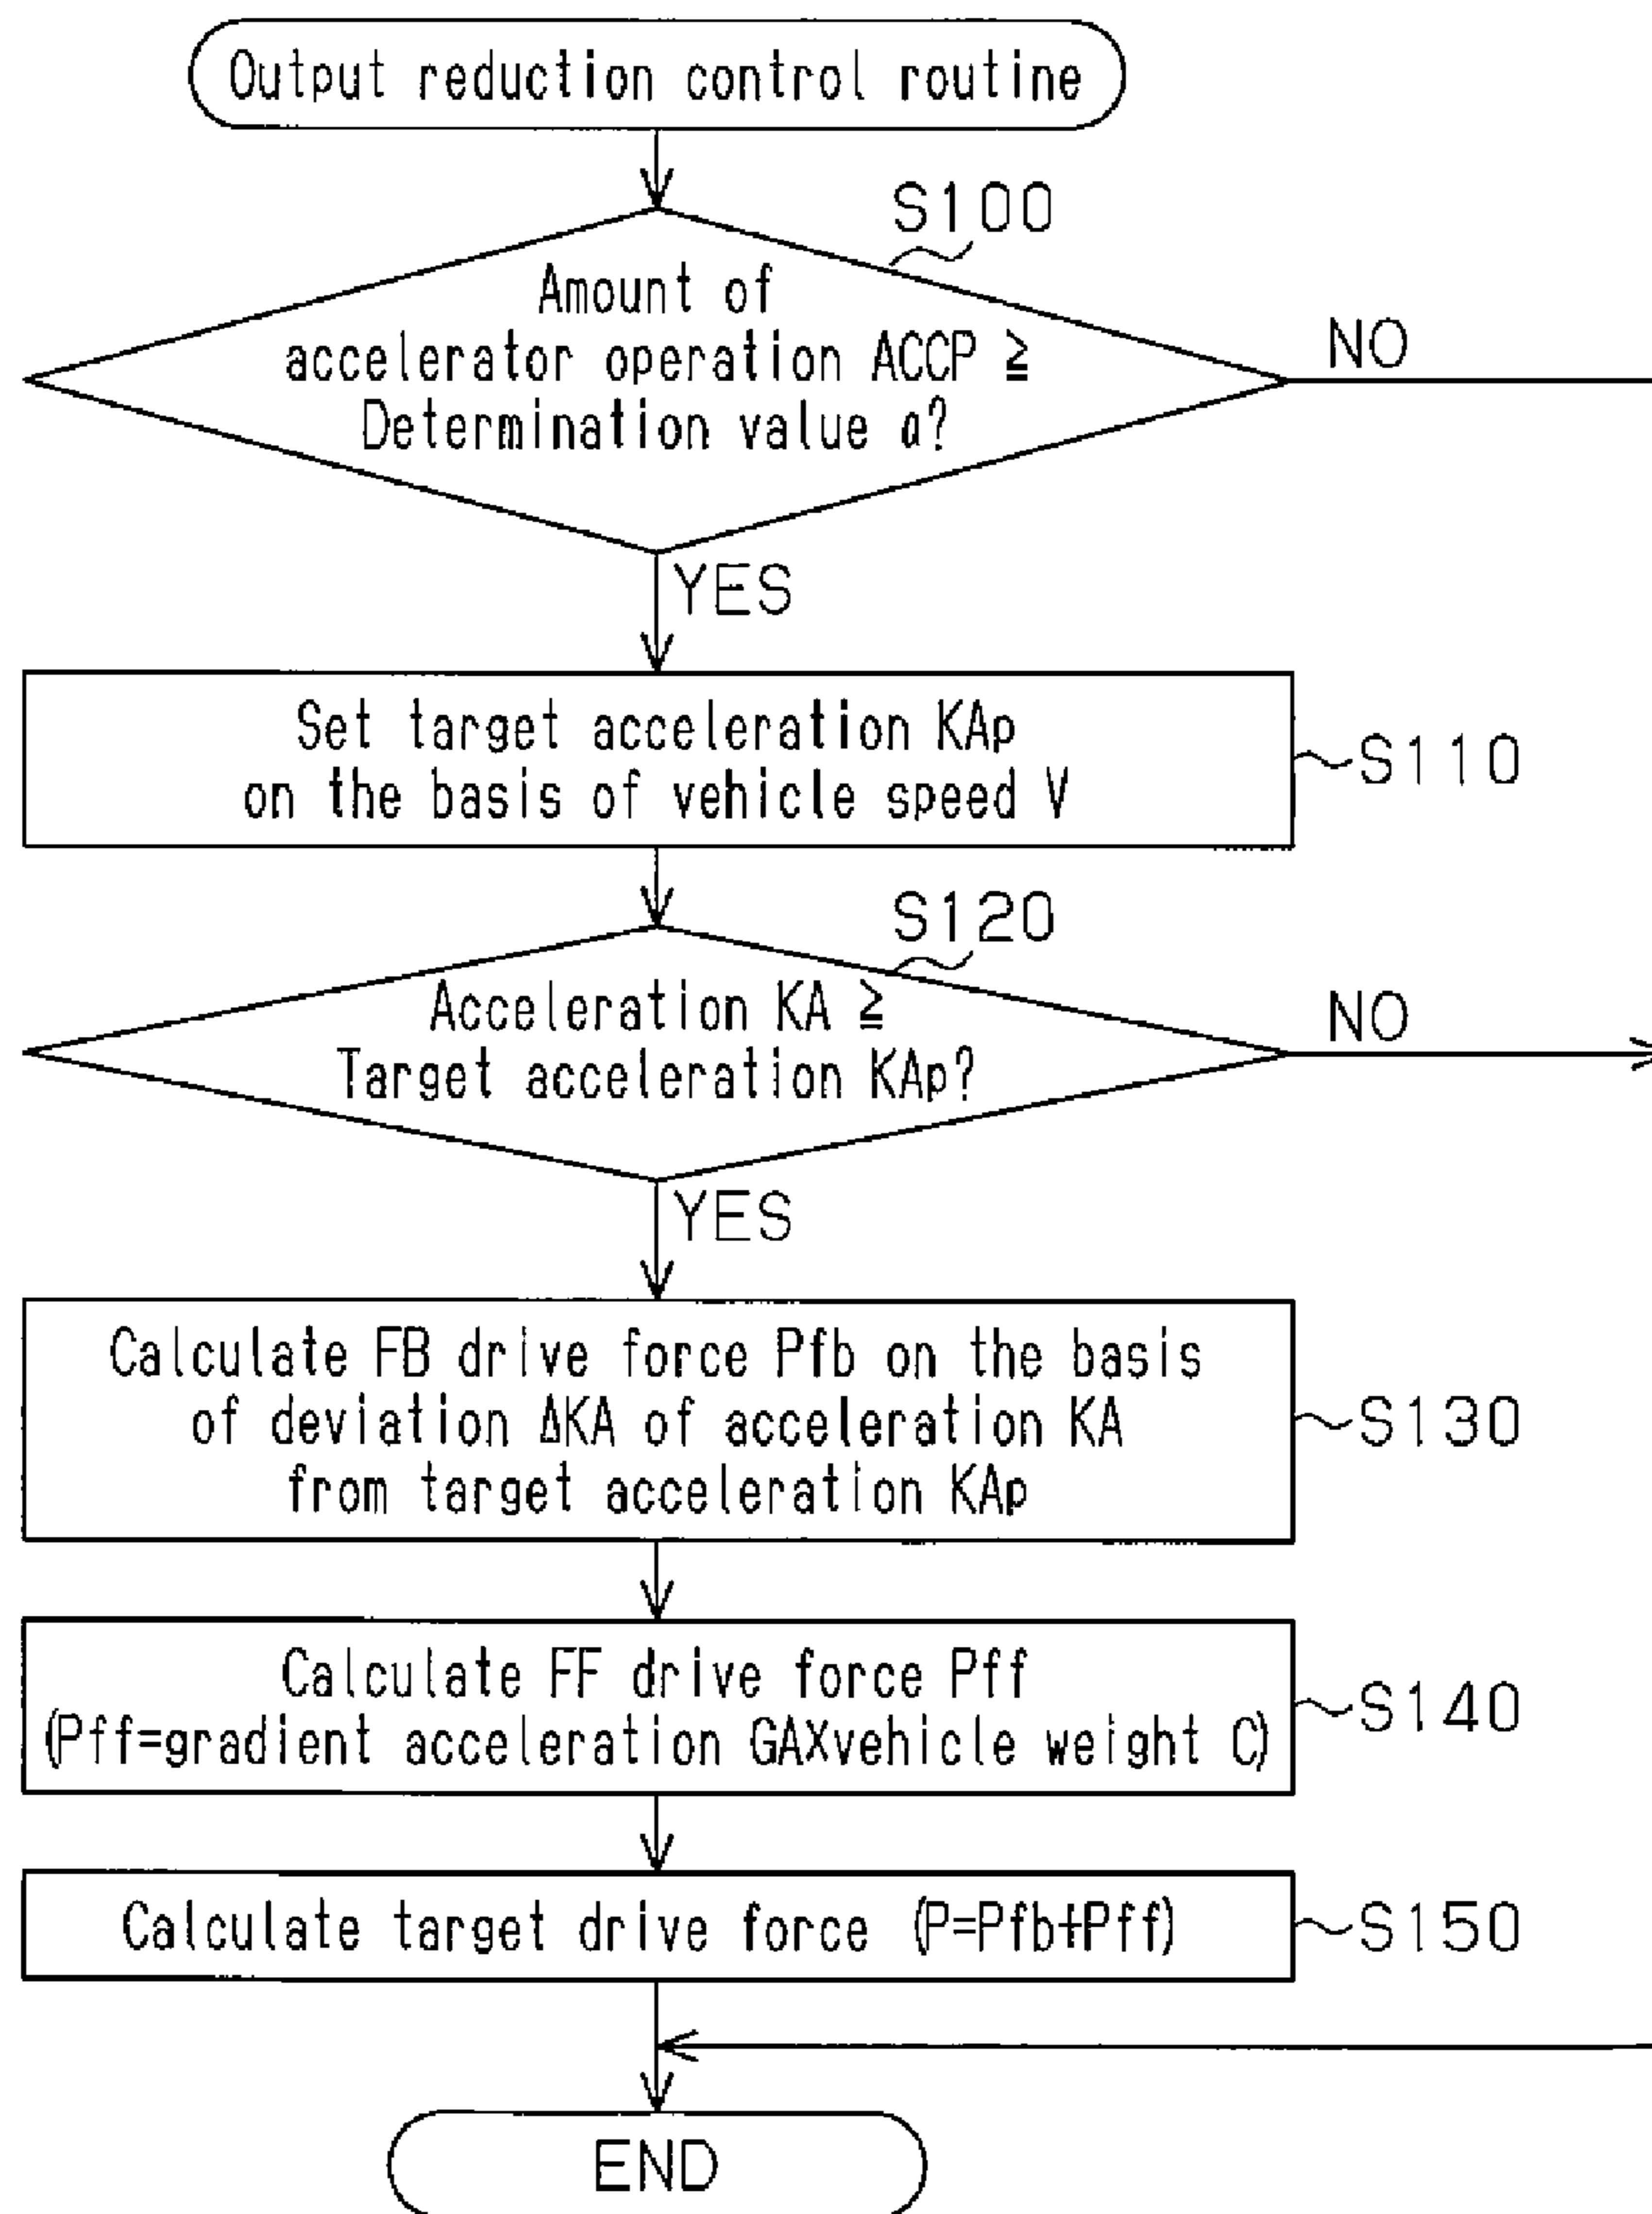 Output reduction control routine
S100
Amount of
accelerator operation ACCP ≧
Determination value α?
NO
YES
Set target acceleration KAp
on the basis of vehicle speed V
S110
S120
Acceleration KA ≧
Target acceleration KAp?
NO
YES
Calculate FB drive force Pfb on the basis
of deviation ΔKA of acceleration KA
from target acceleration KAp
S130
Calculate FF drive force Pff
(Pff=gradient acceleration GAXvehicle weight C)
S140
Calculate target drive force (P=Pfb+Pff)
S150
END